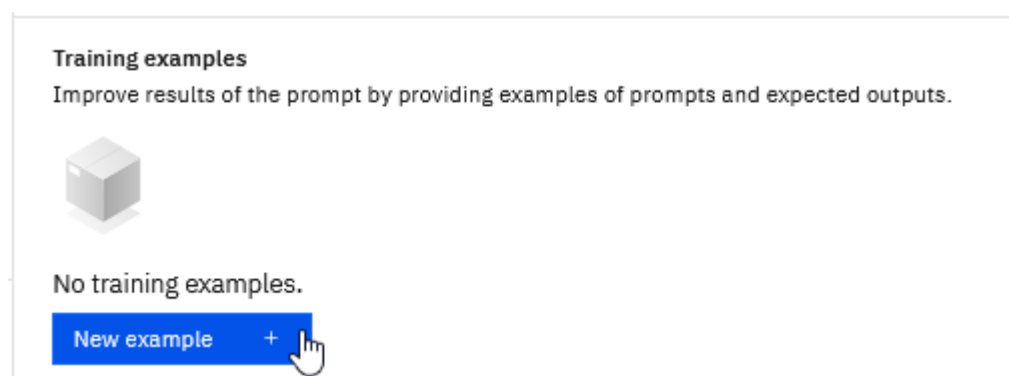 Training examples
Improve results of the prompt by providing examples of prompts and expected outputs.
No training examples.
New example +